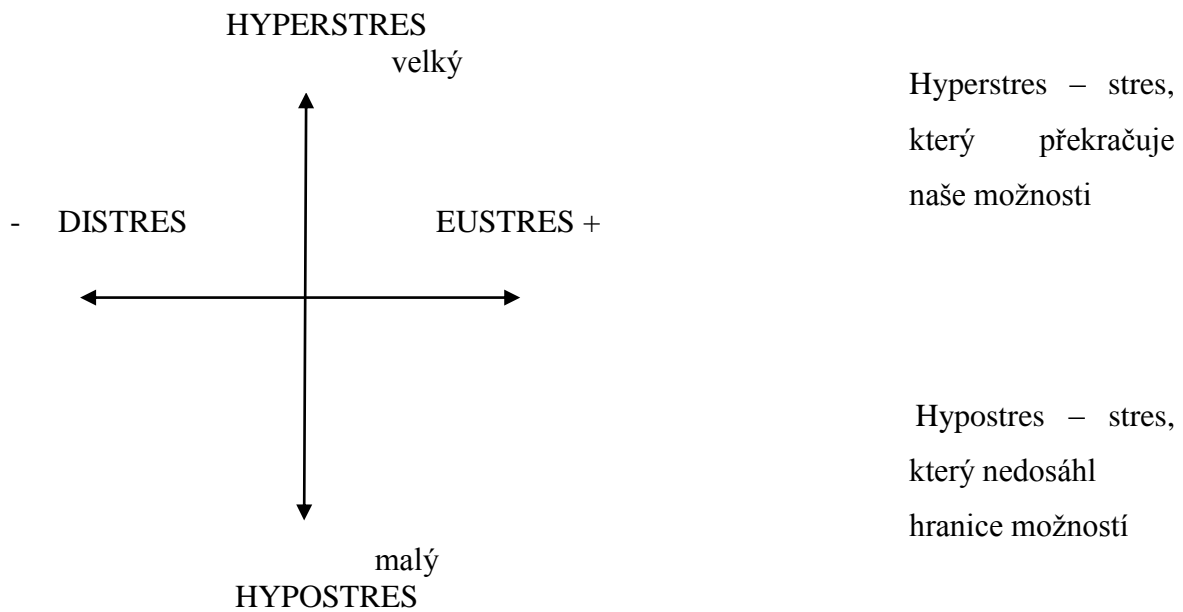 HYPERSTRES
velký
Hyperstres – stres,
který překračuje
naše možnosti
- DISTRES
EUSTRES +
Hypostres – stres,
který nedosáhl
hranice možností
malý
HYPOSTRES